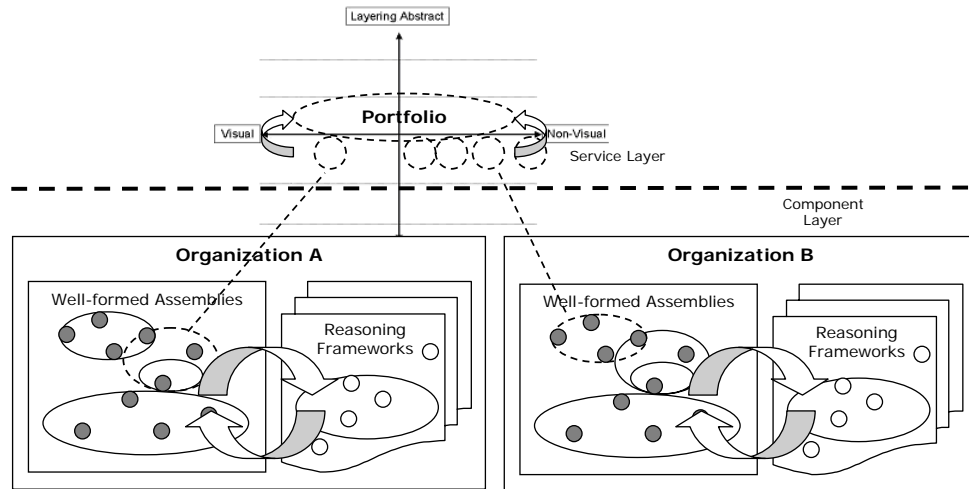 Layering Abstract
Portfolio
Visual
Non-Visual
Service Layer
Component
Layer
Organization A
Well-formed Assemblies
Reasoning
Frameworks
Organization B
Well-formed Assemblies
Reasoning
Frameworks